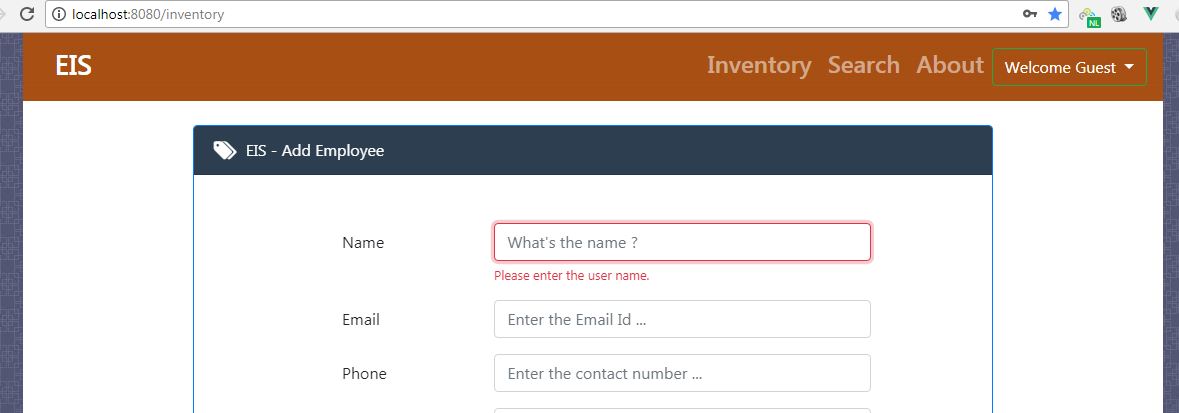 localhost:8080/inventory
NL
EIS
Inventory Search About Welcome Guest
EIS - Add Employee
Name
What's the name ?
Please enter the user name.
Email
Enter the Email Id ...
Phone
Enter the contact number ...